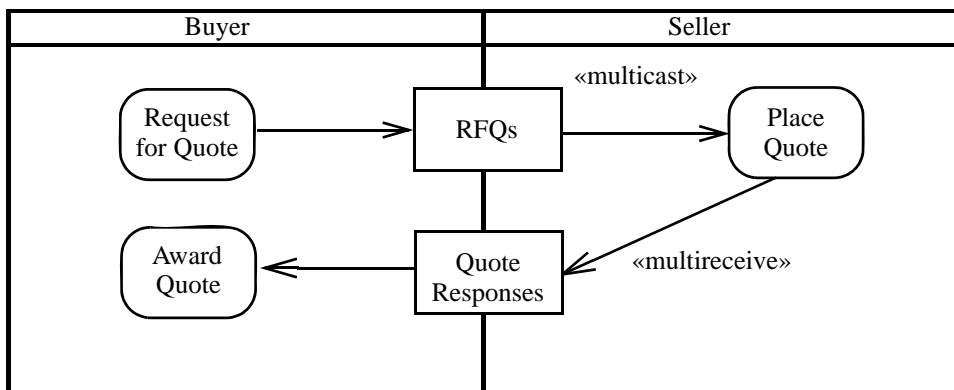 Buyer
Seller
«multicast»
Request
for Quote
RFQs
Place
Quote
Award
Quote
Quote
Responses
«multireceive»